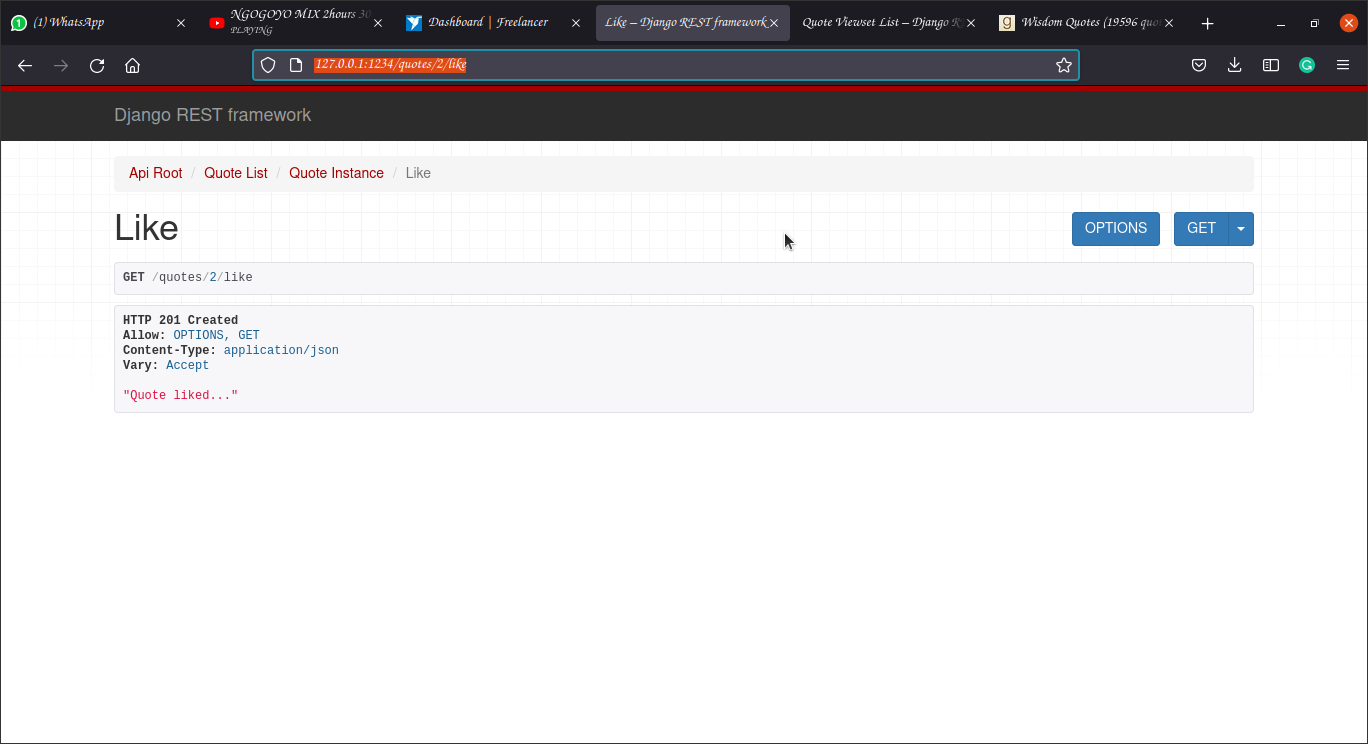 (1) WhatsApp
NGOGOYO MIX 2hours 30
PLAYING
Dashboard | Freelancer
Like – Django REST framework
Quote Viewset List – Django R
Wisdom Quotes (19596 quo
127.0.0.1:1234/quotes/2/like
Django REST framework
Api Root / Quote List / Quote Instance / Like
Like
OPTIONS
GET
GET /quotes/2/like
HTTP 201 Created
Allow: OPTIONS, GET
Content-Type: application/json
Vary: Accept
"Quote liked..."